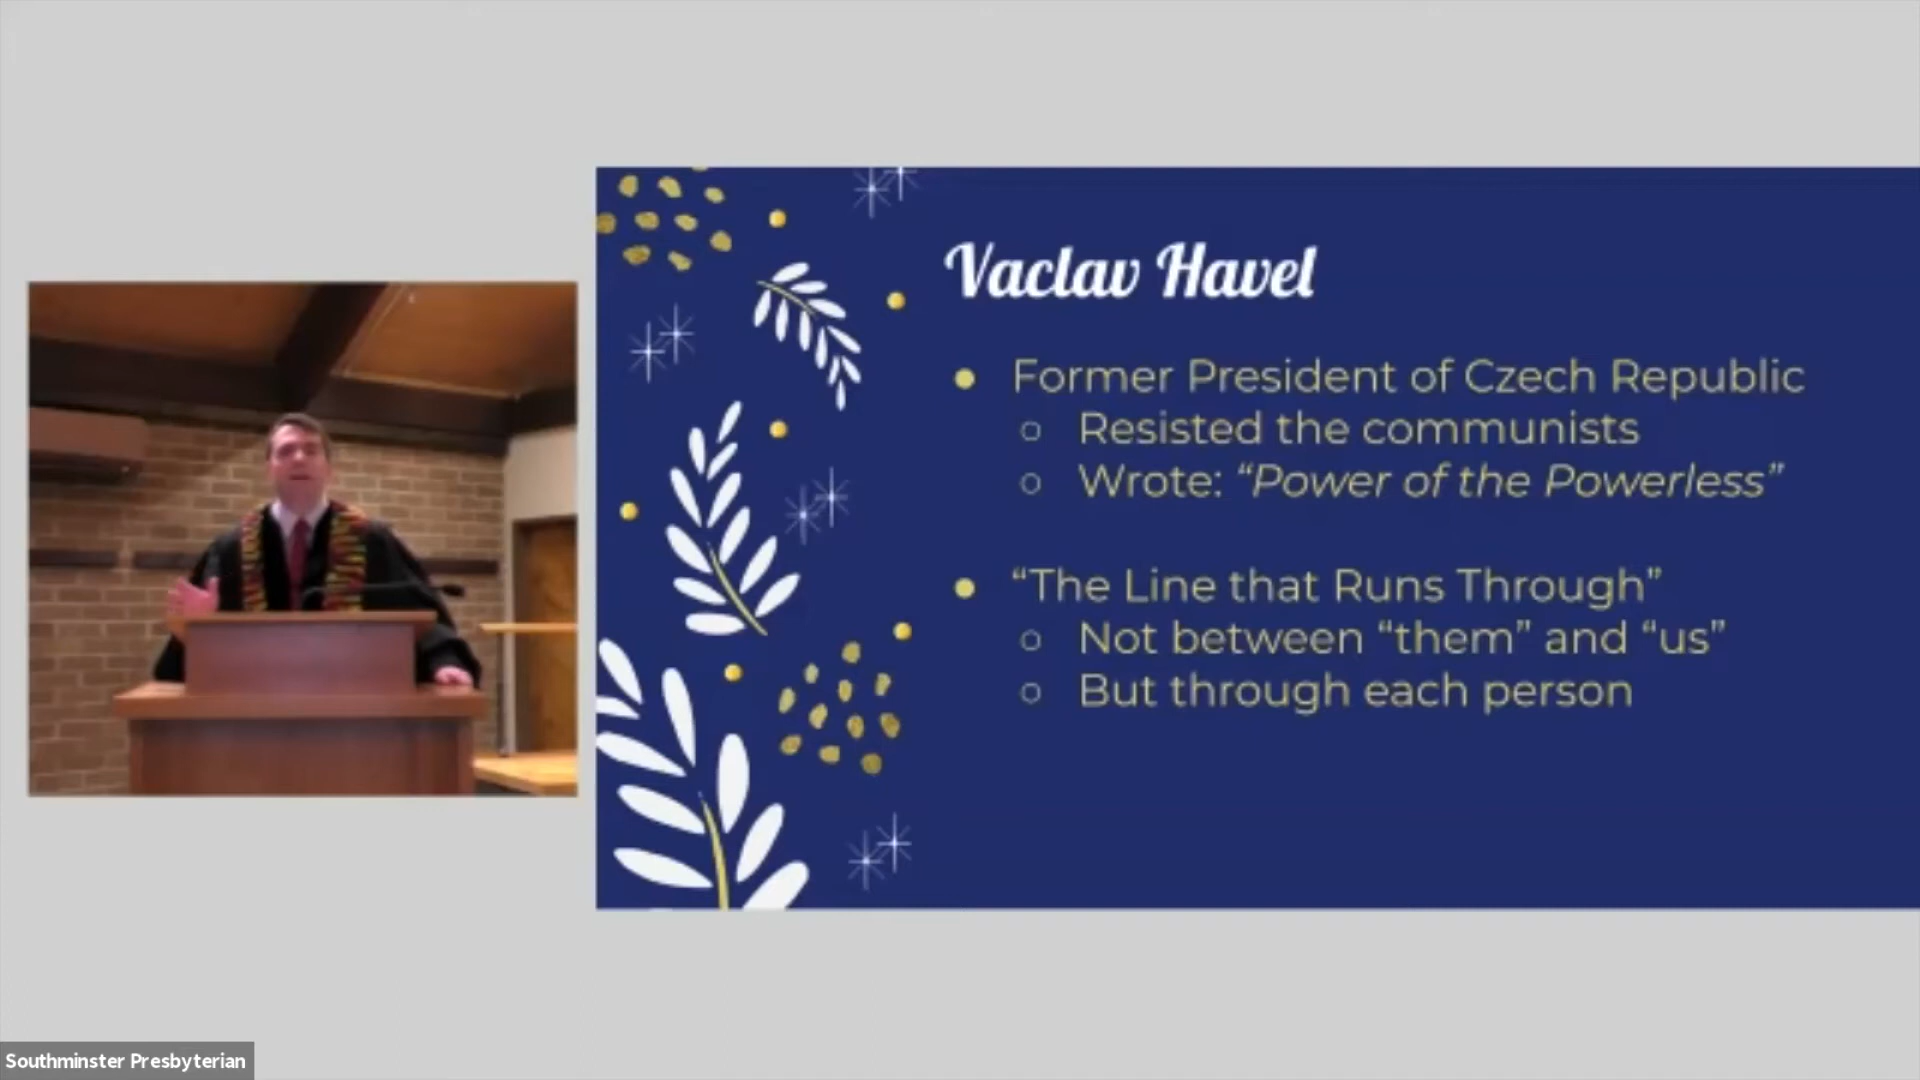 Vaclav Havel
● Former President of Czech Republic
○ Resisted the communists
○ Wrote: “Power of the Powerless”
● “The Line that Runs Through”
○ Not between “them” and “us”
○ But through each person
Southminster Presbyterian